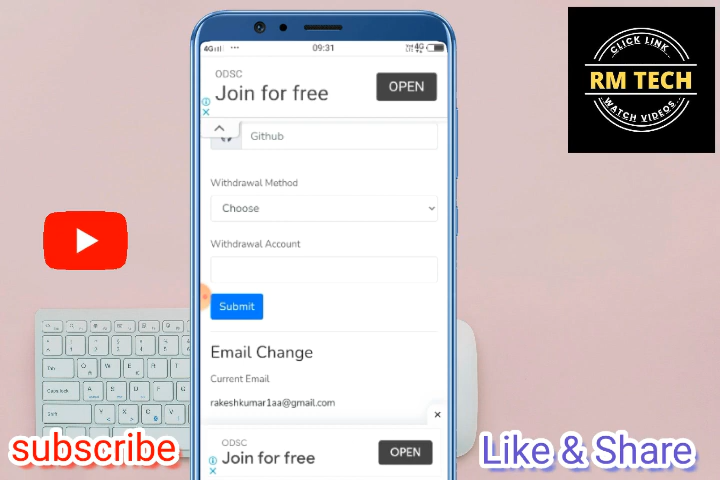 CLICK LINK
RM TECH
WATCH VIDEOS
09:31
ODSC
Join for free
OPEN
Github
Withdrawal Method
Choose
Withdrawal Account
Submit
Email Change
Current Email
rakeshkumar1aa@gmail.com
ODSC
Join for free
OPEN
subscribe
Like & Share